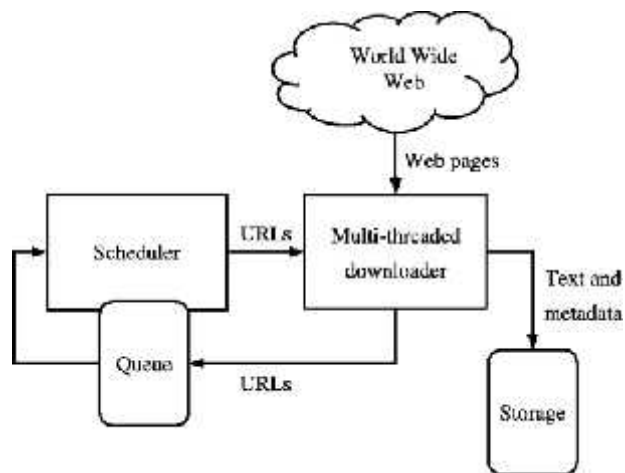 World Wide
Web
Web pages
URLs
Scheduler
Multi-threaded
downloader
Text and
metadata
Queue
URLs
Storage